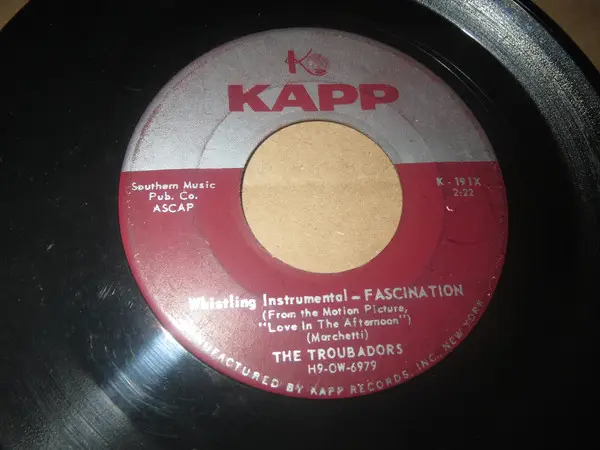 K
KAPP
Southern Music
Pub. Co.
ASCAP
K - 191X
2:22
Whistling Instrumental - FASCINATION
(From the Motion Picture,
"Love In The Afternoon")
(Marchetti)
THE TROUBADORS
H9-OW-6979
MANUFACTURED BY KAPP RECORDS, INC., NEW YORK